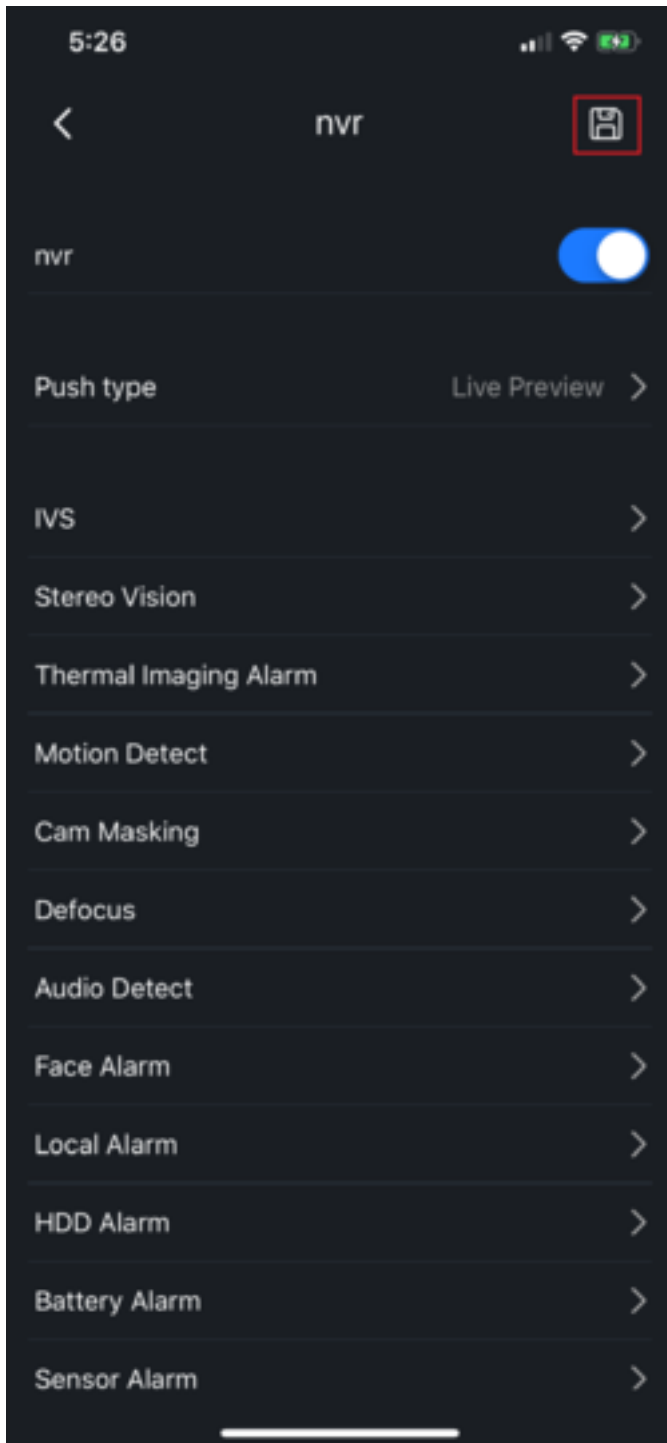 5:26
nvr
nvr
Push type Live Preview
IVS
Stereo Vision
Thermal Imaging Alarm
Motion Detect
Cam Masking
Defocus
Audio Detect
Face Alarm
Local Alarm
HDD Alarm
Battery Alarm
Sensor Alarm